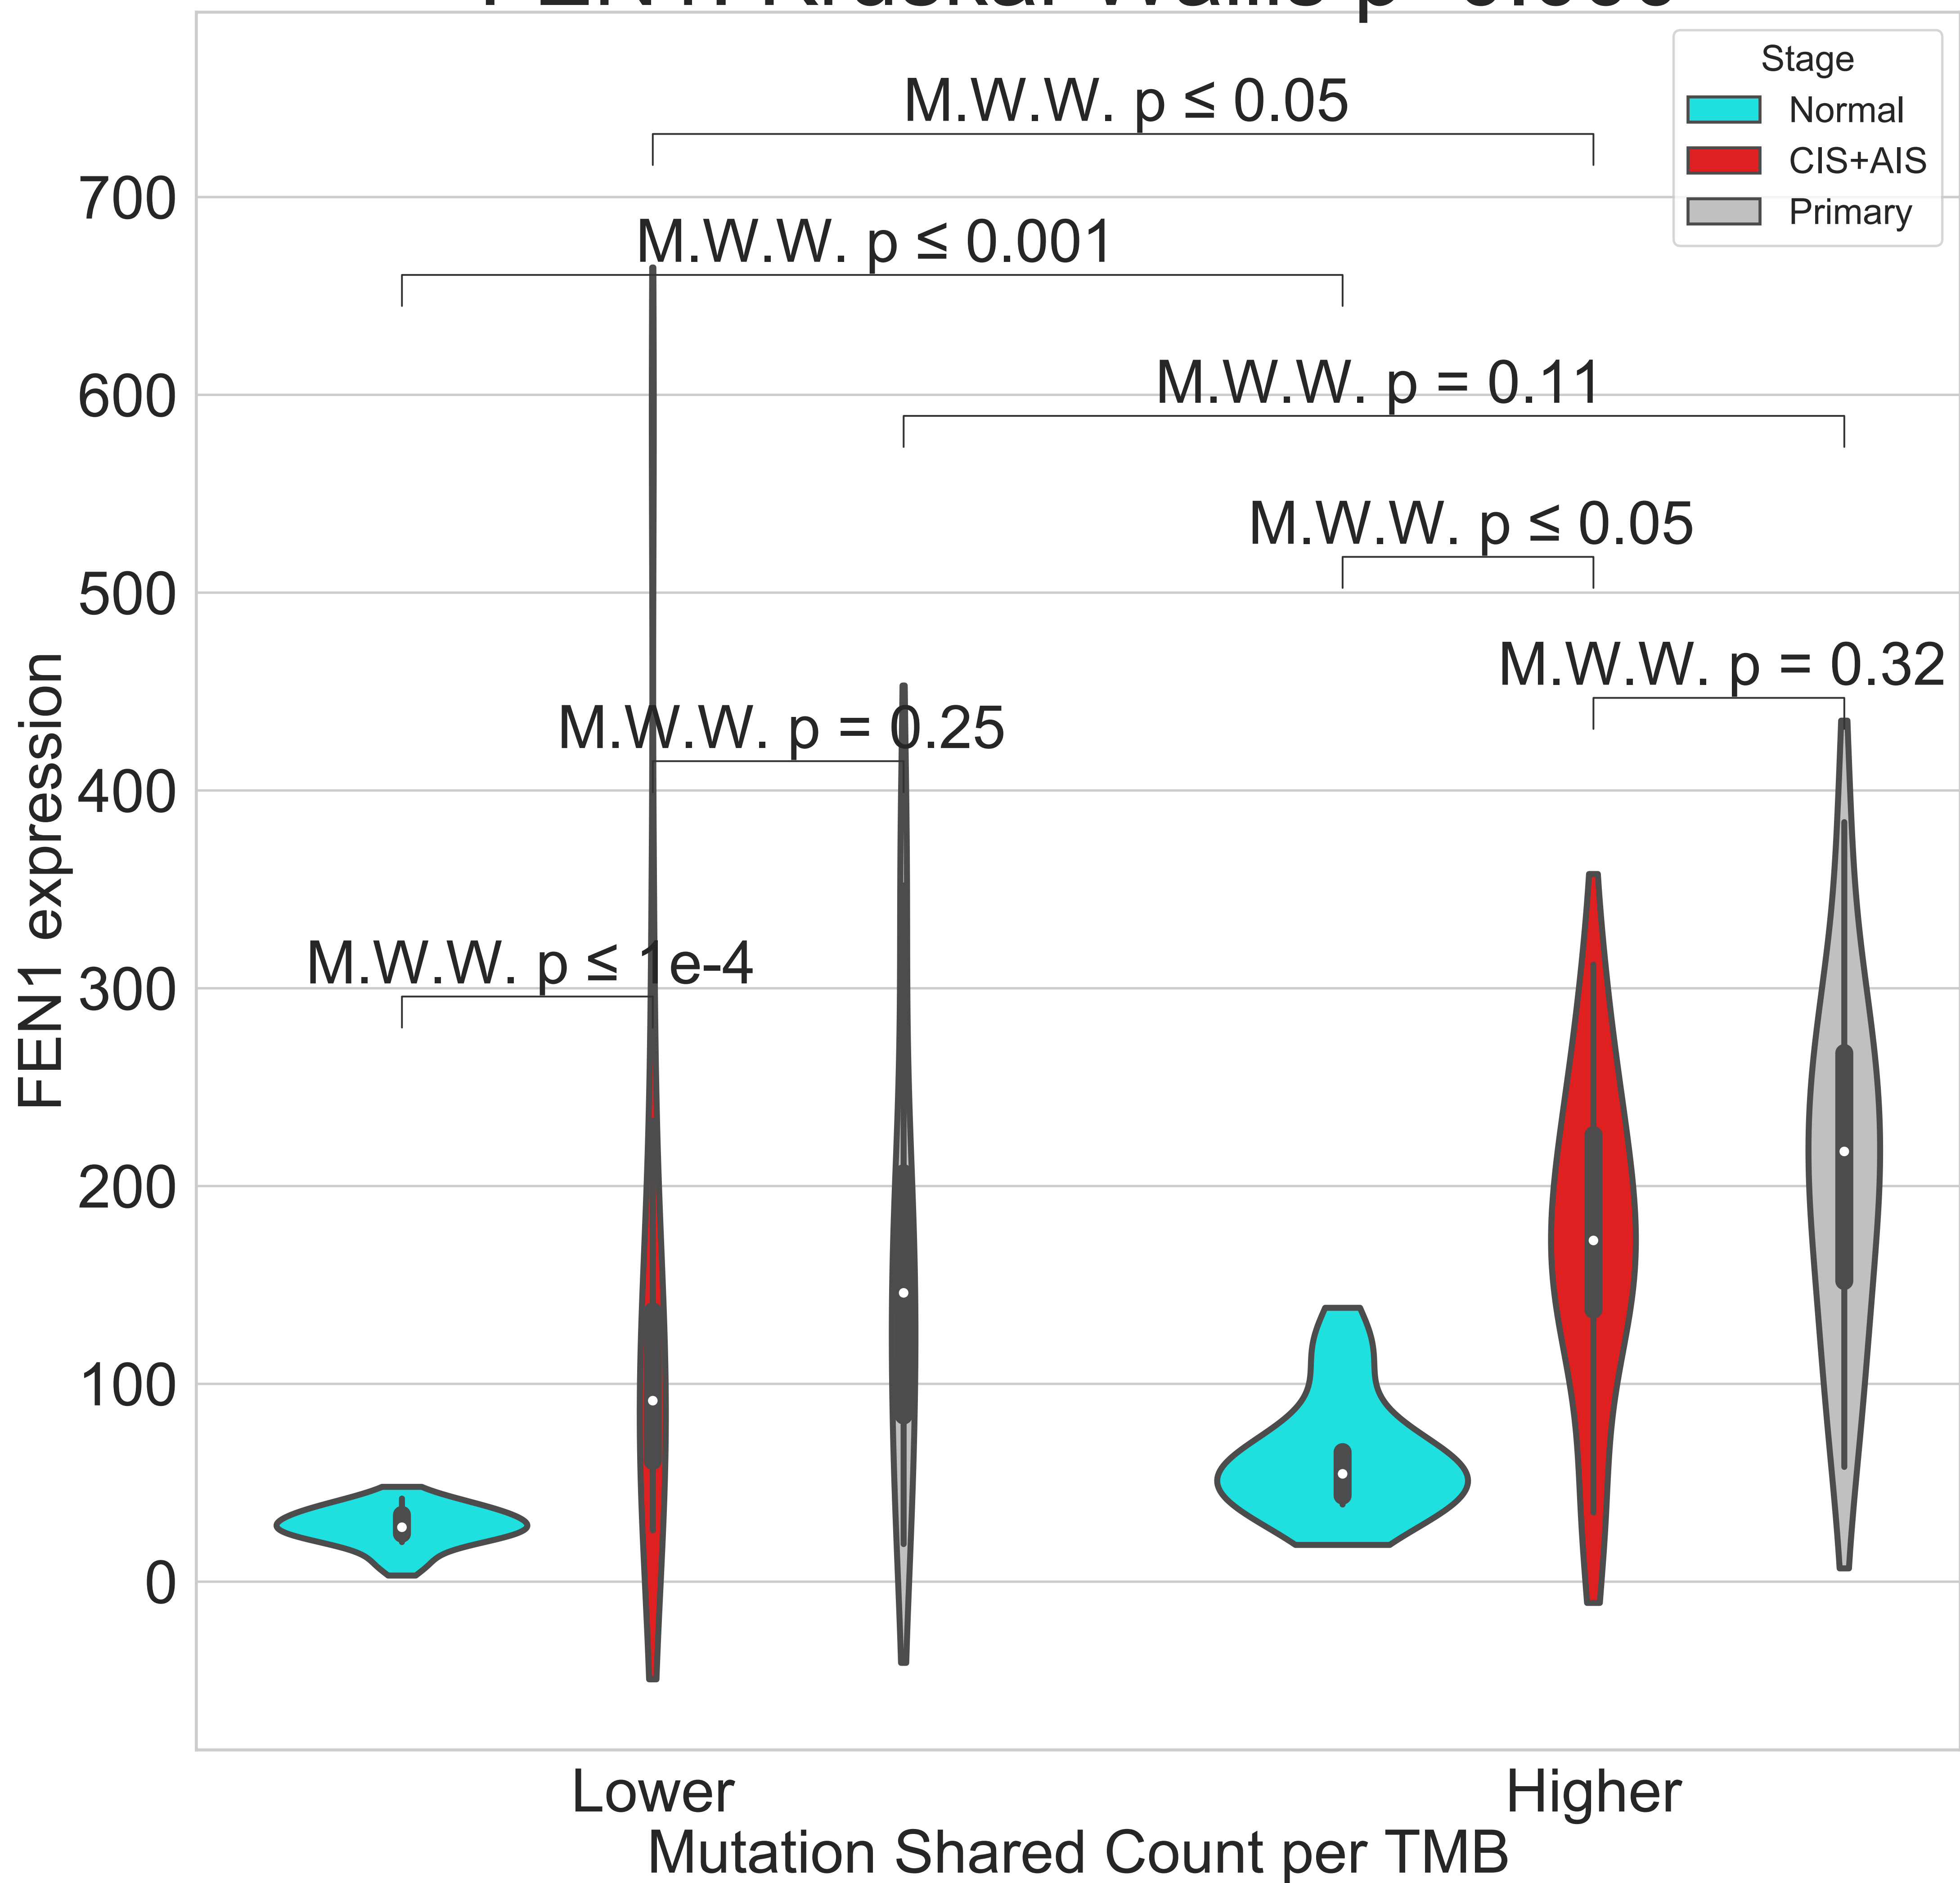 Stage
Normal
CIS+AIS
Primary
M.W.W. p ≤ 0.05
M.W.W. p ≤ 0.001
M.W.W. p = 0.11
M.W.W. p ≤ 0.05
M.W.W. p = 0.32
M.W.W. p = 0.25
M.W.W. p ≤ 1e-4
700
600
500
400
300
200
100
0
FEN1 expression
Lower
Higher
Mutation Shared Count per TMB